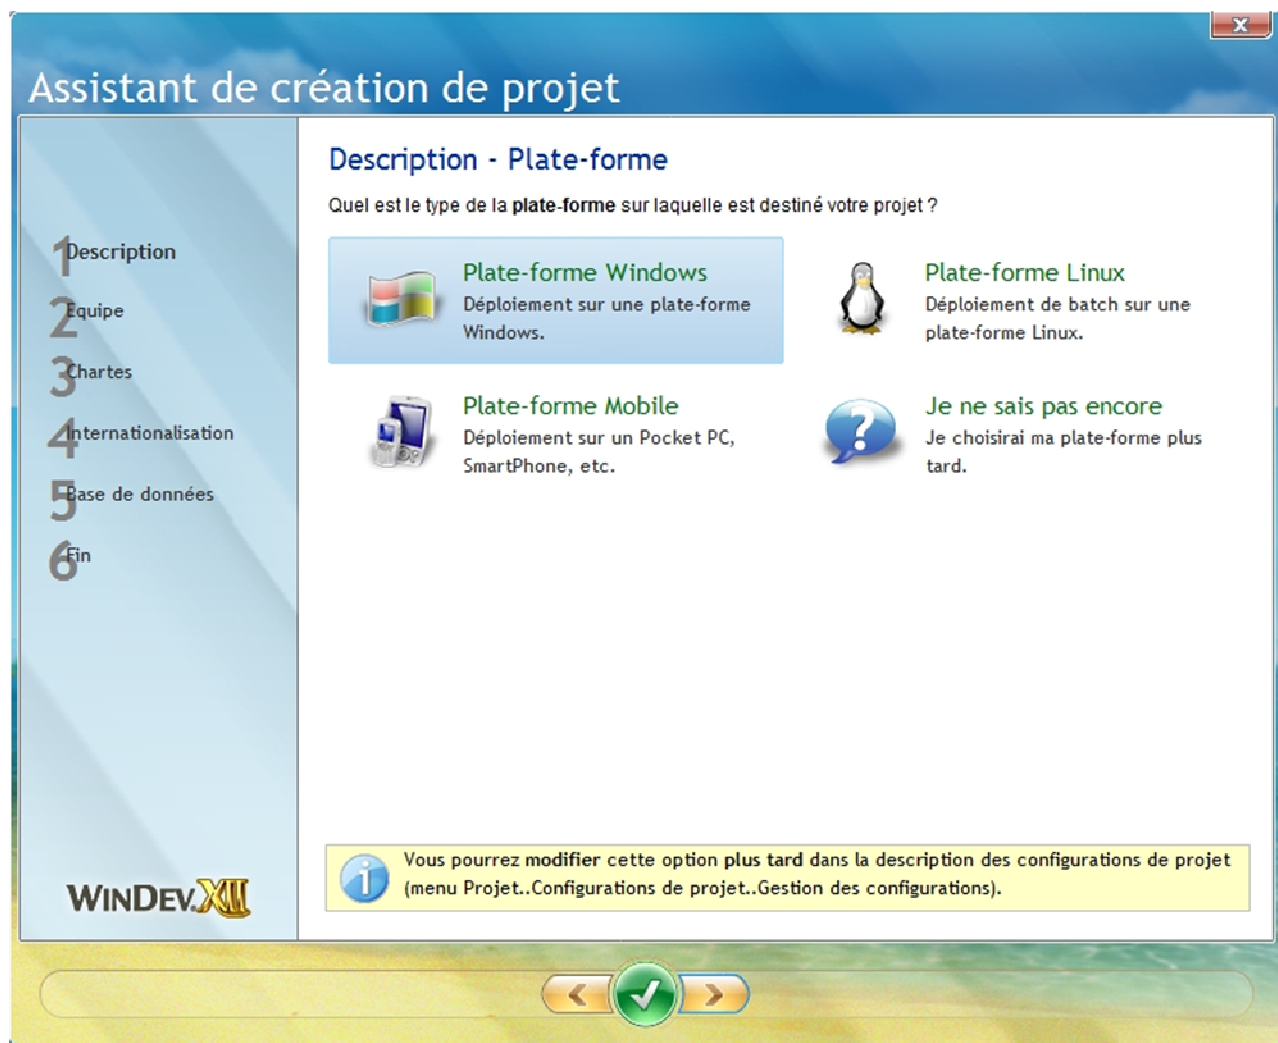 Assistant de création de projet
Description - Plate-forme
Quel est le type de la plate-forme sur laquelle est destiné votre projet ?
1 Description
2 Equipe
3 Chartes
4 Internationalisation
5 Base de données
6 Fin
Plate-forme Windows
Déploiement sur une plate-forme
Windows.
Plate-forme Linux
Déploiement de batch sur une
plate-forme Linux.
Plate-forme Mobile
Déploiement sur un Pocket PC,
SmartPhone, etc.
Je ne sais pas encore
Je choisirai ma plate-forme plus
tard.
Vous pourrez modifier cette option plus tard dans la description des configurations de projet
(menu Projet..Configurations de projet..Gestion des configurations).
WINDEV.XII